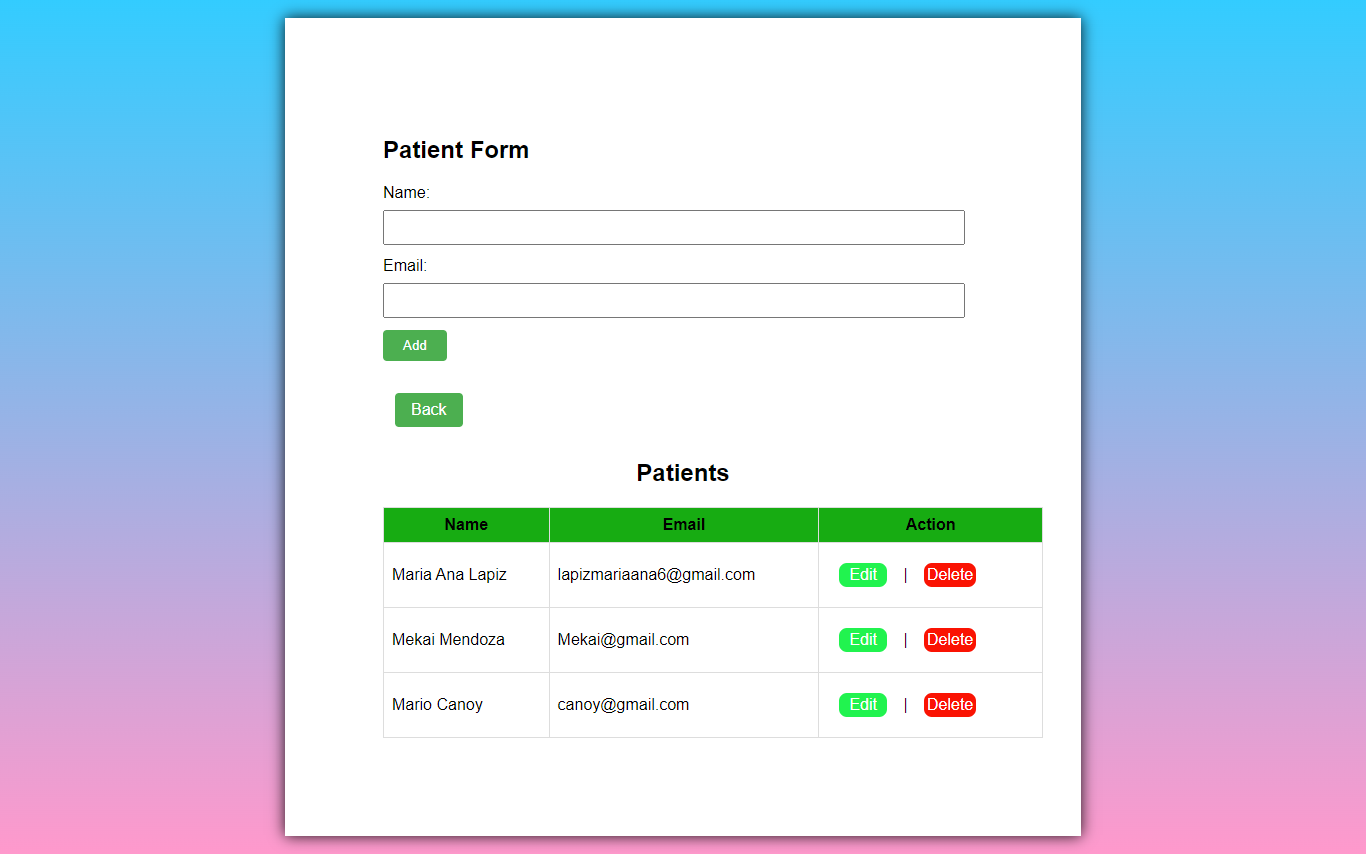 Patient Form
Name:
Email:
Add
Back
Patients
Name Email Action
Maria Ana Lapiz lapizmariaana6@gmail.com Edit | Delete
Mekai Mendoza Mekai@gmail.com Edit | Delete
Mario Canoy canoy@gmail.com Edit | Delete